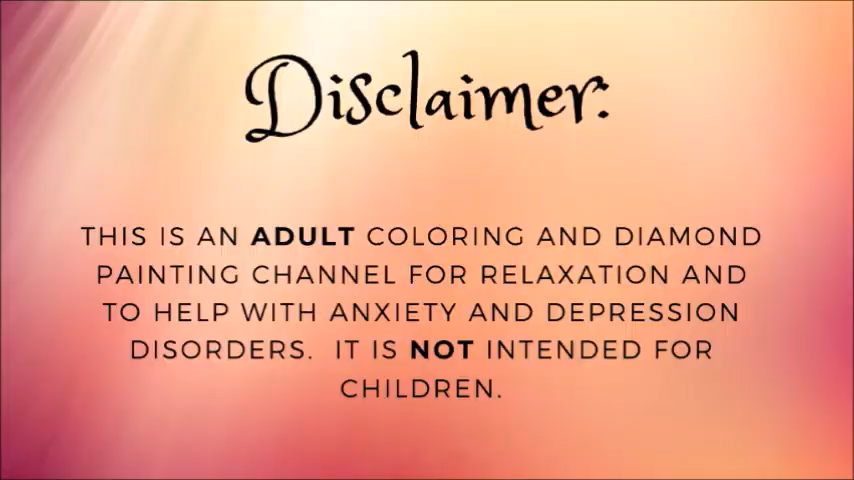 Disclaimer:
THIS IS AN ADULT COLORING AND DIAMOND
PAINTING CHANNEL FOR RELAXATION AND
TO HELP WITH ANXIETY AND DEPRESSION
DISORDERS.  IT IS NOT INTENDED FOR
CHILDREN.